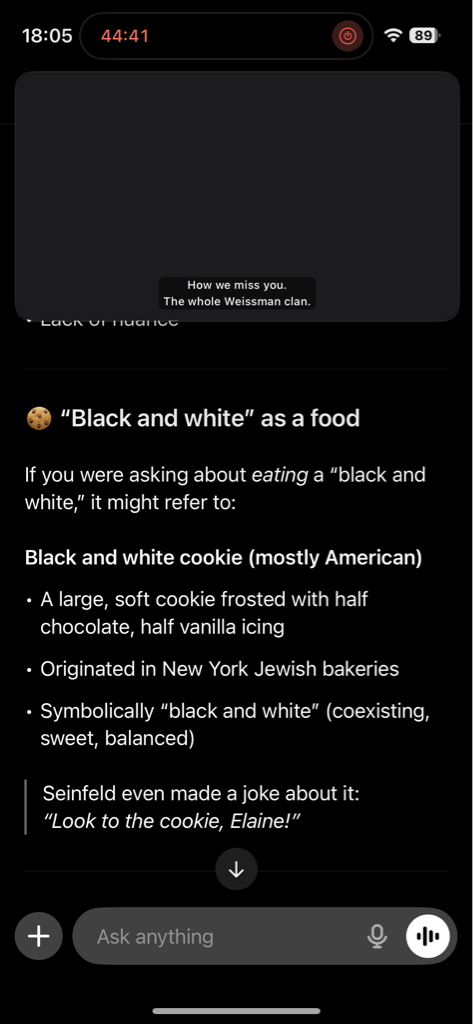 18:05
44:41
89
How we miss you.
The whole Weissman clan.
• Lack of nuance
🍪 “Black and white” as a food
If you were asking about eating a “black and
white,” it might refer to:
Black and white cookie (mostly American)
• A large, soft cookie frosted with half
chocolate, half vanilla icing
• Originated in New York Jewish bakeries
• Symbolically “black and white” (coexisting,
sweet, balanced)
Seinfeld even made a joke about it:
“Look to the cookie, Elaine!”
Ask anything